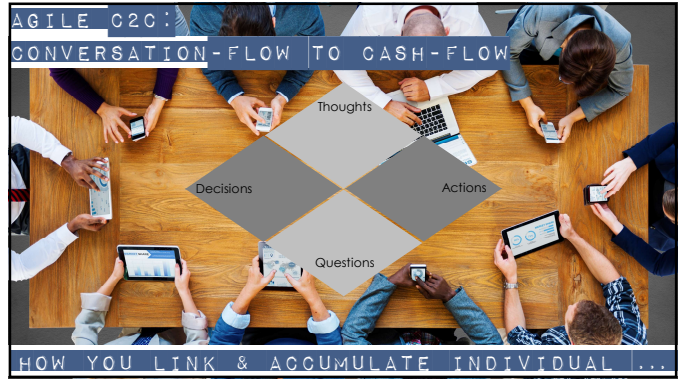 AGILE C2C:
CONVERSATION-FLOW TO CASH-FLOW
Thoughts
Decisions
Actions
Questions
HOW YOU LINK & ACCUMULATE INDIVIDUAL ...